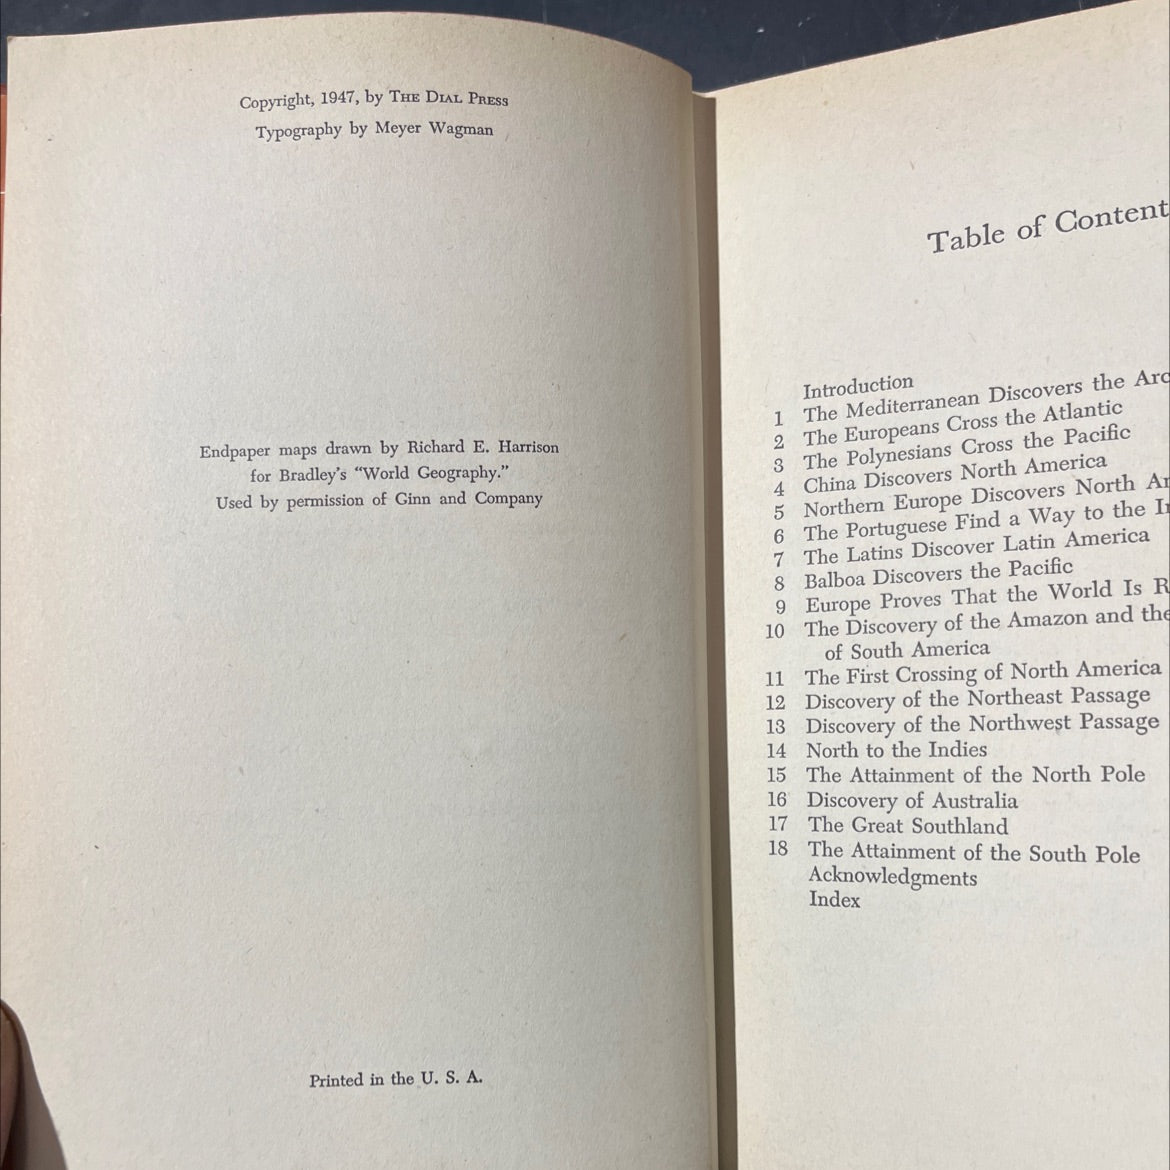 Copyright, 1947, by THE DIAL PRESS
Typography by Meyer Wagman
Endpaper maps drawn by Richard E. Harrison
for Bradley's “World Geography.”
Used by permission of Ginn and Company
Printed in the U. S. A.
Table of Content
Introduction
1 The Mediterranean Discovers the
2 The Europeans Cross the Atlantic
3 The Polynesians Cross the Pacific
4 China Discovers North America
5 Northern Europe Discovers North
6 The Portuguese Find a Way to the
7 The Latins Discover Latin America
8 Balboa Discovers the Pacific
9 Europe Proves That the World Is
10 The Discovery of the Amazon and the
of South America
11 The First Crossing of North America
12 Discovery of the Northeast Passage
13 Discovery of the Northwest Passage
14 North to the Indies
15 The Attainment of the North Pole
16 Discovery of Australia
17 The Great Southland
18 The Attainment of the South Pole
Acknowledgments
Index